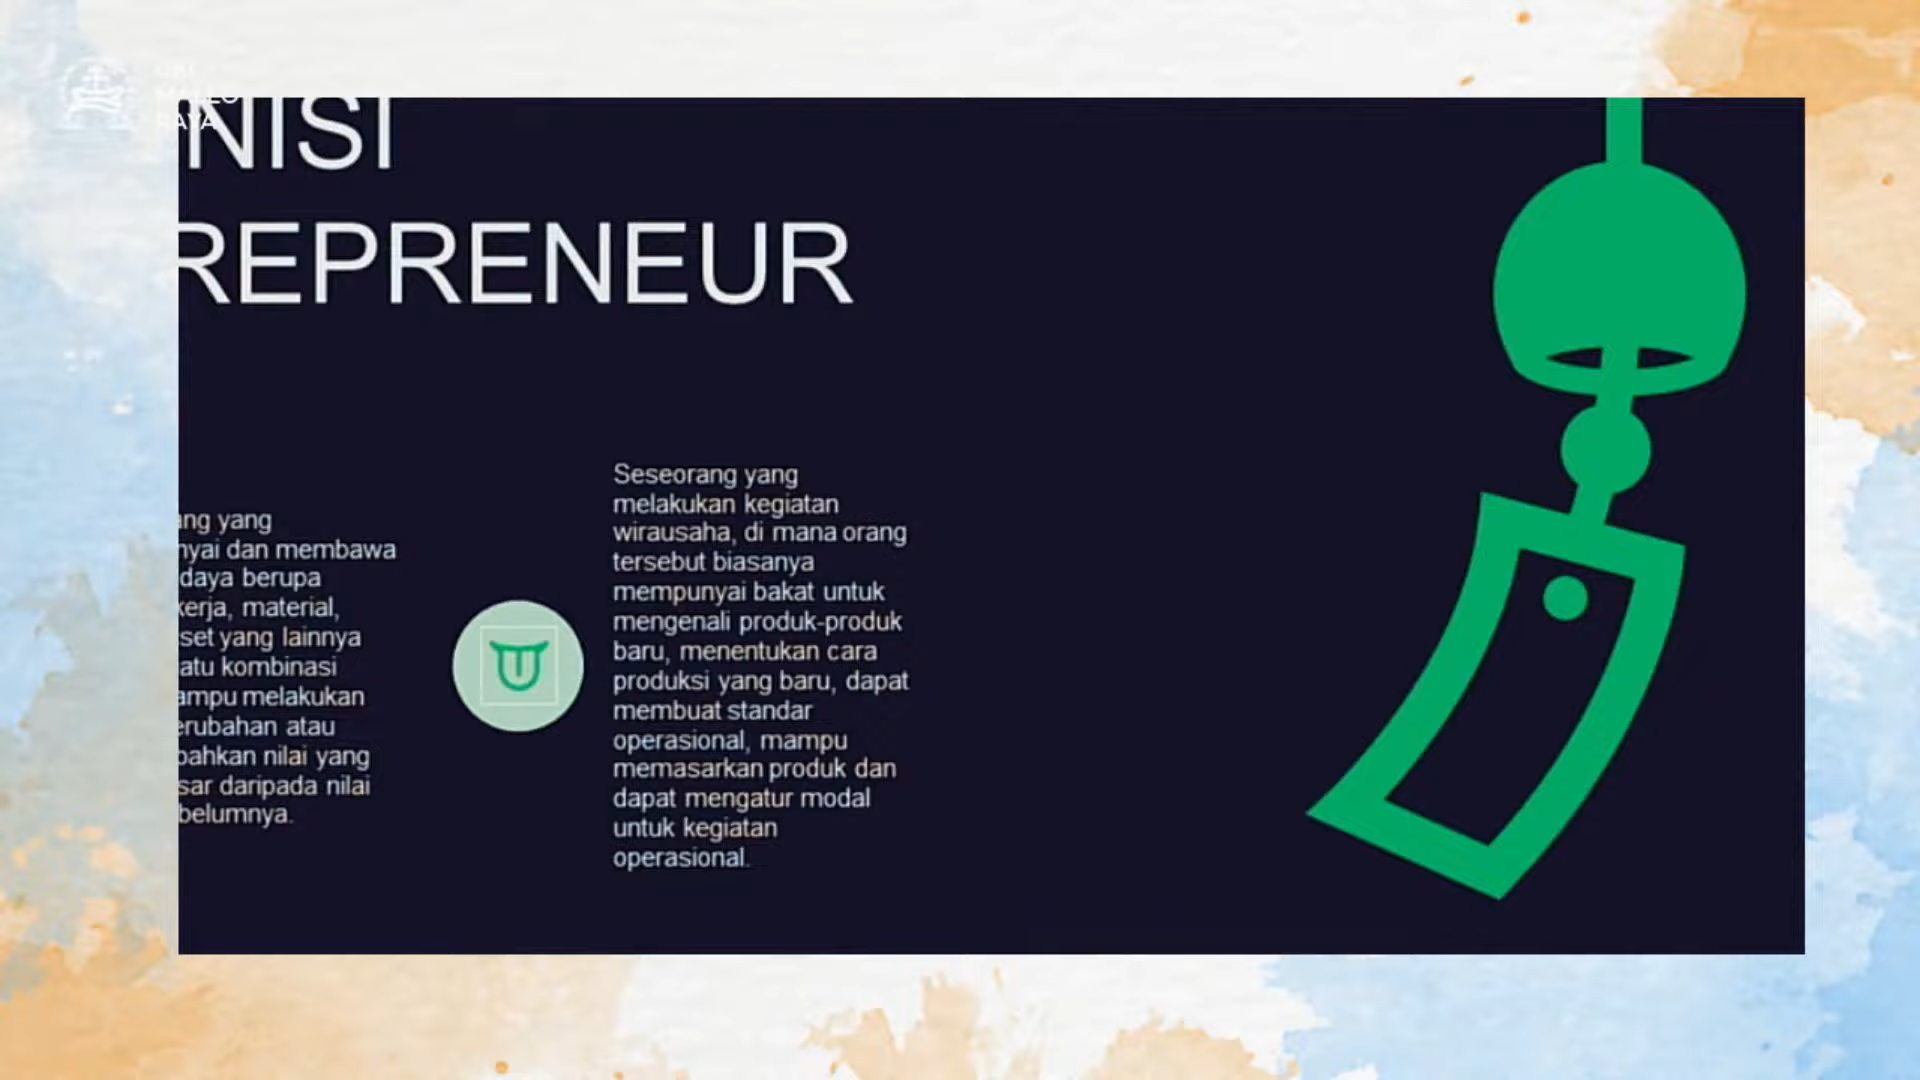 NISI
REPRENEUR
ang yang
nyai dan membawa
daya berupa
kerja, material,
set yang lainnya
atu kombinasi
ampu melakukan
erubahan atau
bahkan nilai yang
sar daripada nilai
belumnya.
Seseorang yang
melakukan kegiatan
wirausaha, di mana orang
tersebut biasanya
mempunyai bakat untuk
mengenali produk-produk
baru, menentukan cara
produksi yang baru, dapat
membuat standar
operasional, mampu
memasarkan produk dan
dapat mengatur modal
untuk kegiatan
operasional.